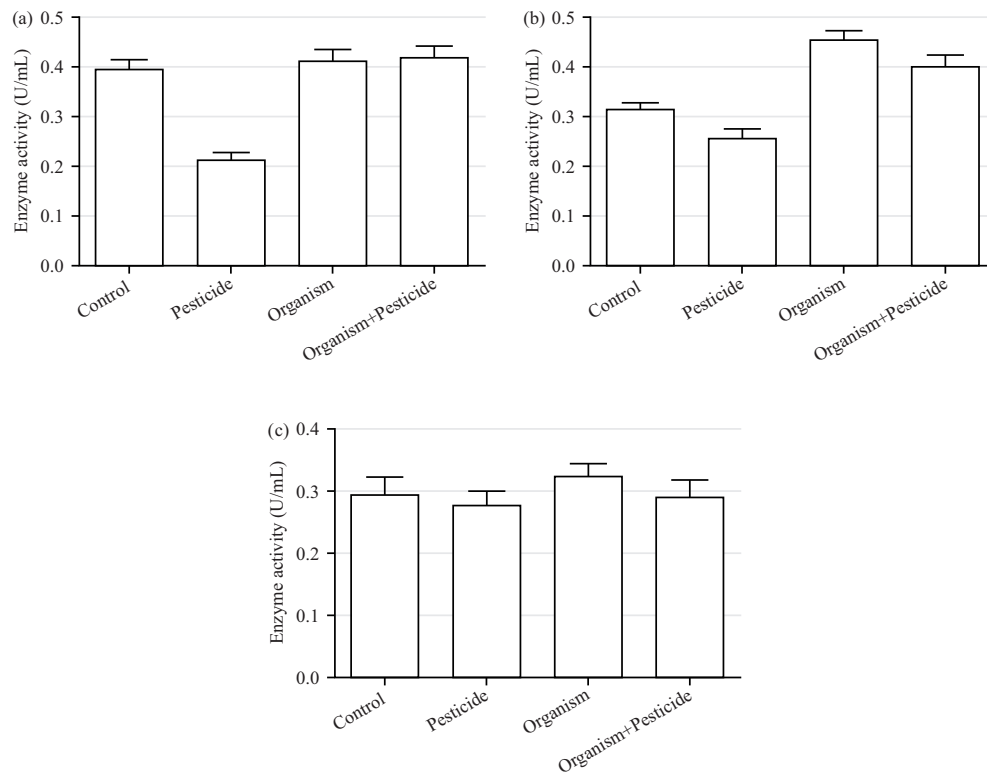 (a)
Enzyme activity (U/mL)
0.5
0.4
0.3
0.2
0.1
0.0
Control
Pesticide
Organism
Organism+Pesticide
(b)
Enzyme activity (U/mL)
0.5
0.4
0.3
0.2
0.1
0.0
Control
Pesticide
Organism
Organism+Pesticide
(c)
Enzyme activity (U/mL)
0.4
0.3
0.2
0.1
0.0
Control
Pesticide
Organism
Organism+Pesticide